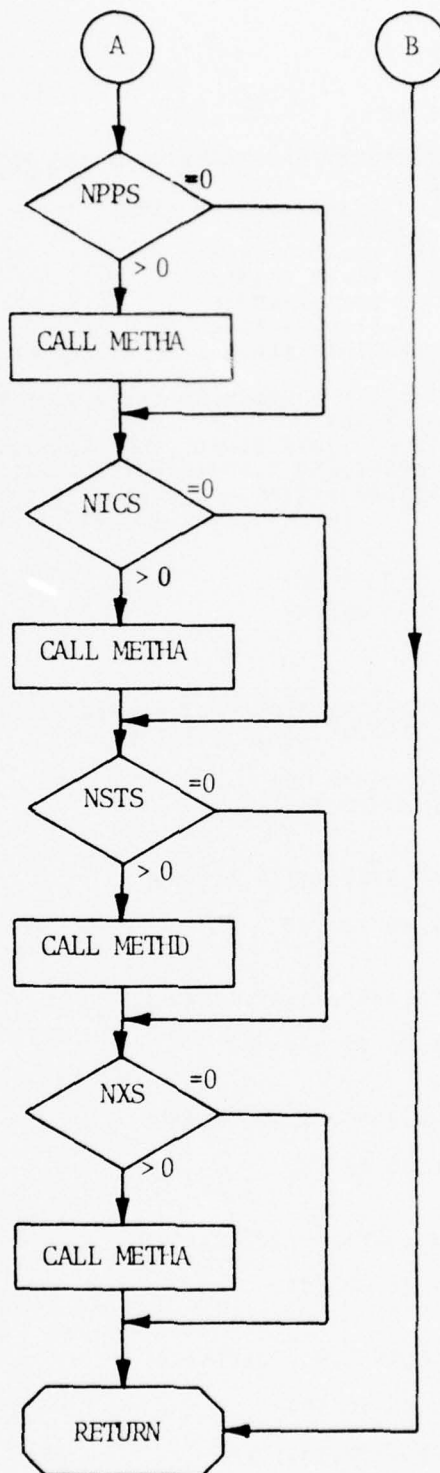 A
B
NPPS
=0
> 0
CALL METHA
NICS
=0
> 0
CALL METHA
NSTS
=0
> 0
CALL METHD
NXS
=0
> 0
CALL METHA
RETURN